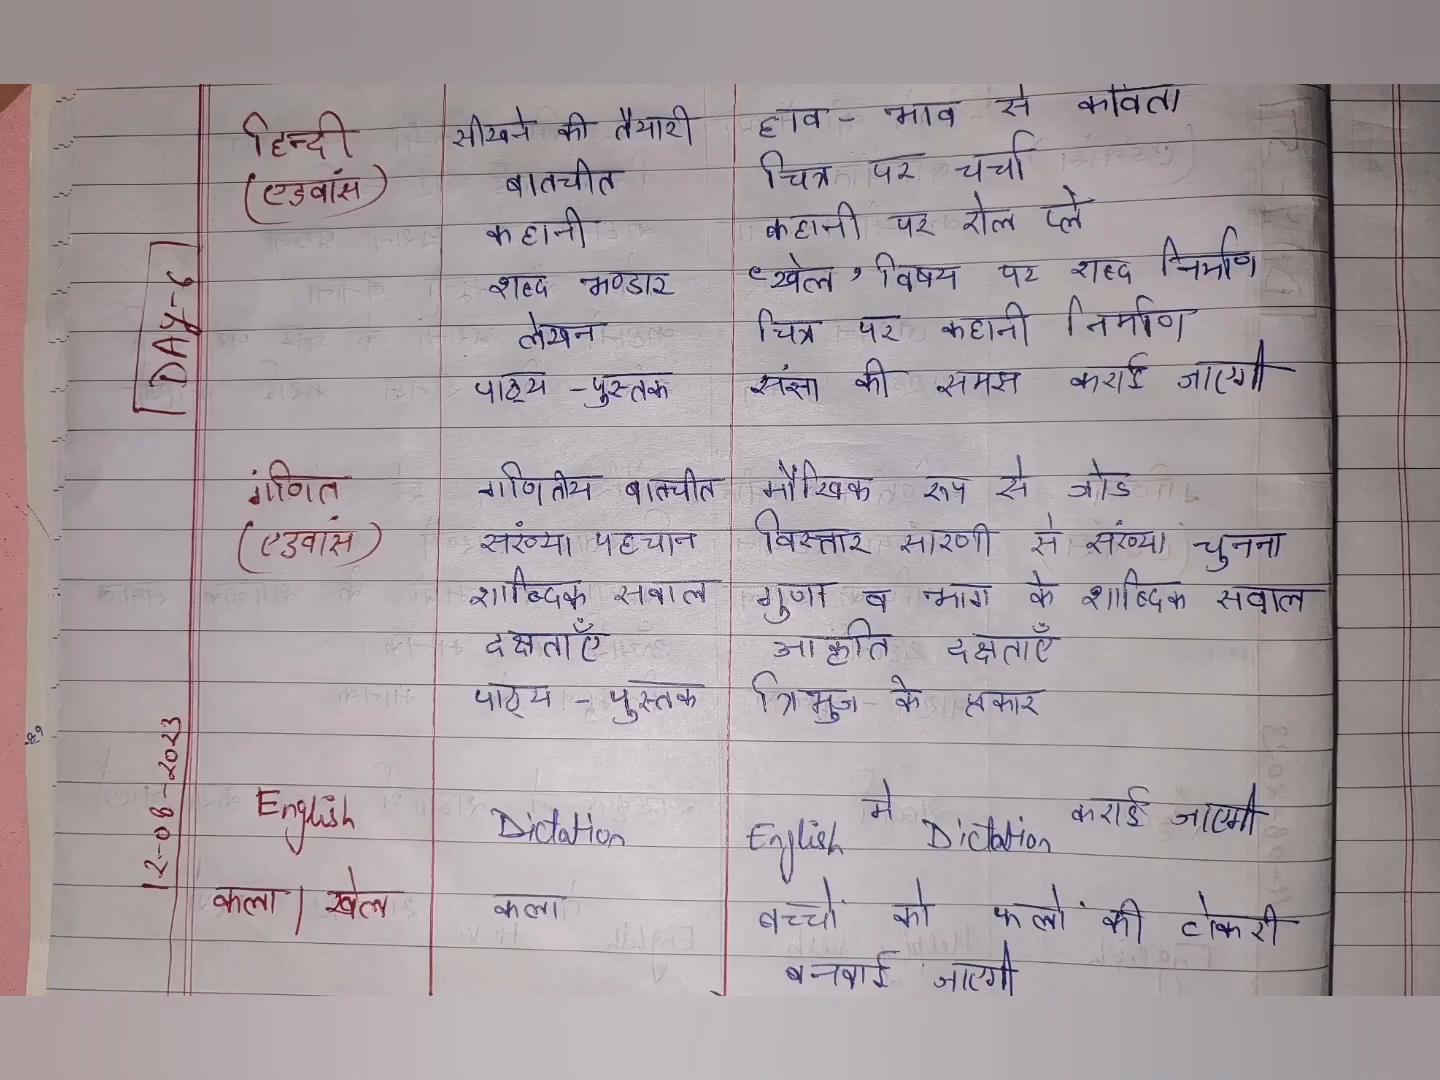 DAY-6
12-08-2023
हिन्दी सीखने की तैयारी हाव - भाव से कविता
(एडवांस) बातचीत चित्र पर चर्चा
कहानी कहानी पर रोल प्ले
शब्द भण्डार "खेल" विषय पर शब्द निर्माण
लेखन चित्र पर कहानी निर्माण
पाठ्य - पुस्तक संज्ञा की समझ कराई जाएगी
गणित गणितीय बातचीत मौखिक रूप से जोड
(एडवांस) संख्या पहचान विस्तार सारणी से संख्या चुनना
शाब्दिक सवाल गुणा व भाग के शाब्दिक सवाल
दक्षताएँ आकृति दक्षताएँ
पाठ्य - पुस्तक त्रिभुज के प्रकार
English Dictation English में Dictation कराई जाएगी
कला / खेल कला बच्चों को फलों की टोकरी
बनवाई जाएगी